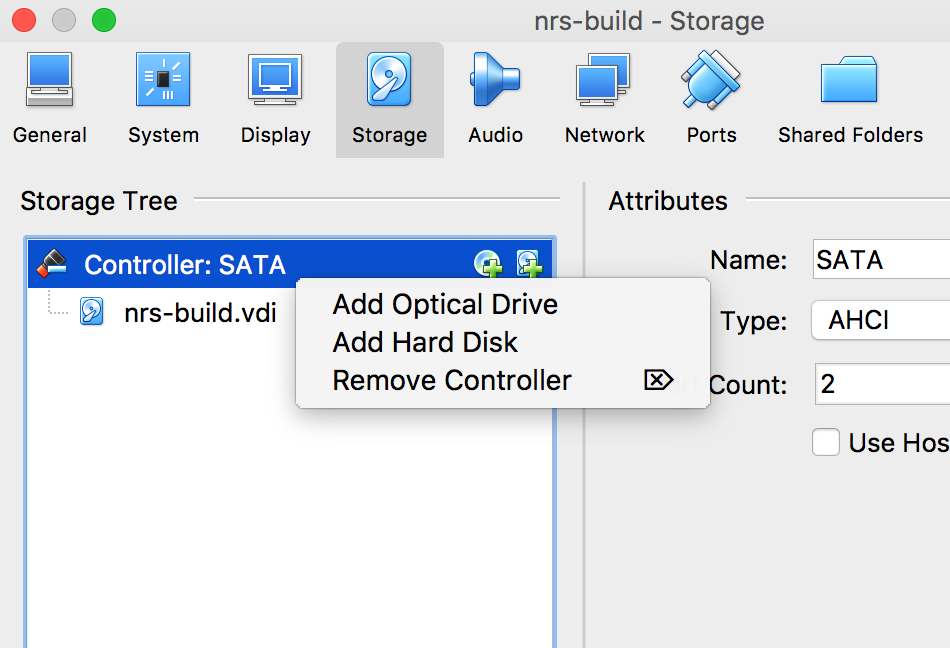 nrs-build - Storage
General System Display Storage Audio Network Ports Shared Folders
Storage Tree
Attributes
Controller: SATA
nrs-build.vdi
Add Optical Drive
Add Hard Disk
Remove Controller
Name: SATA
Type: AHCI
Count: 2
Use Hos